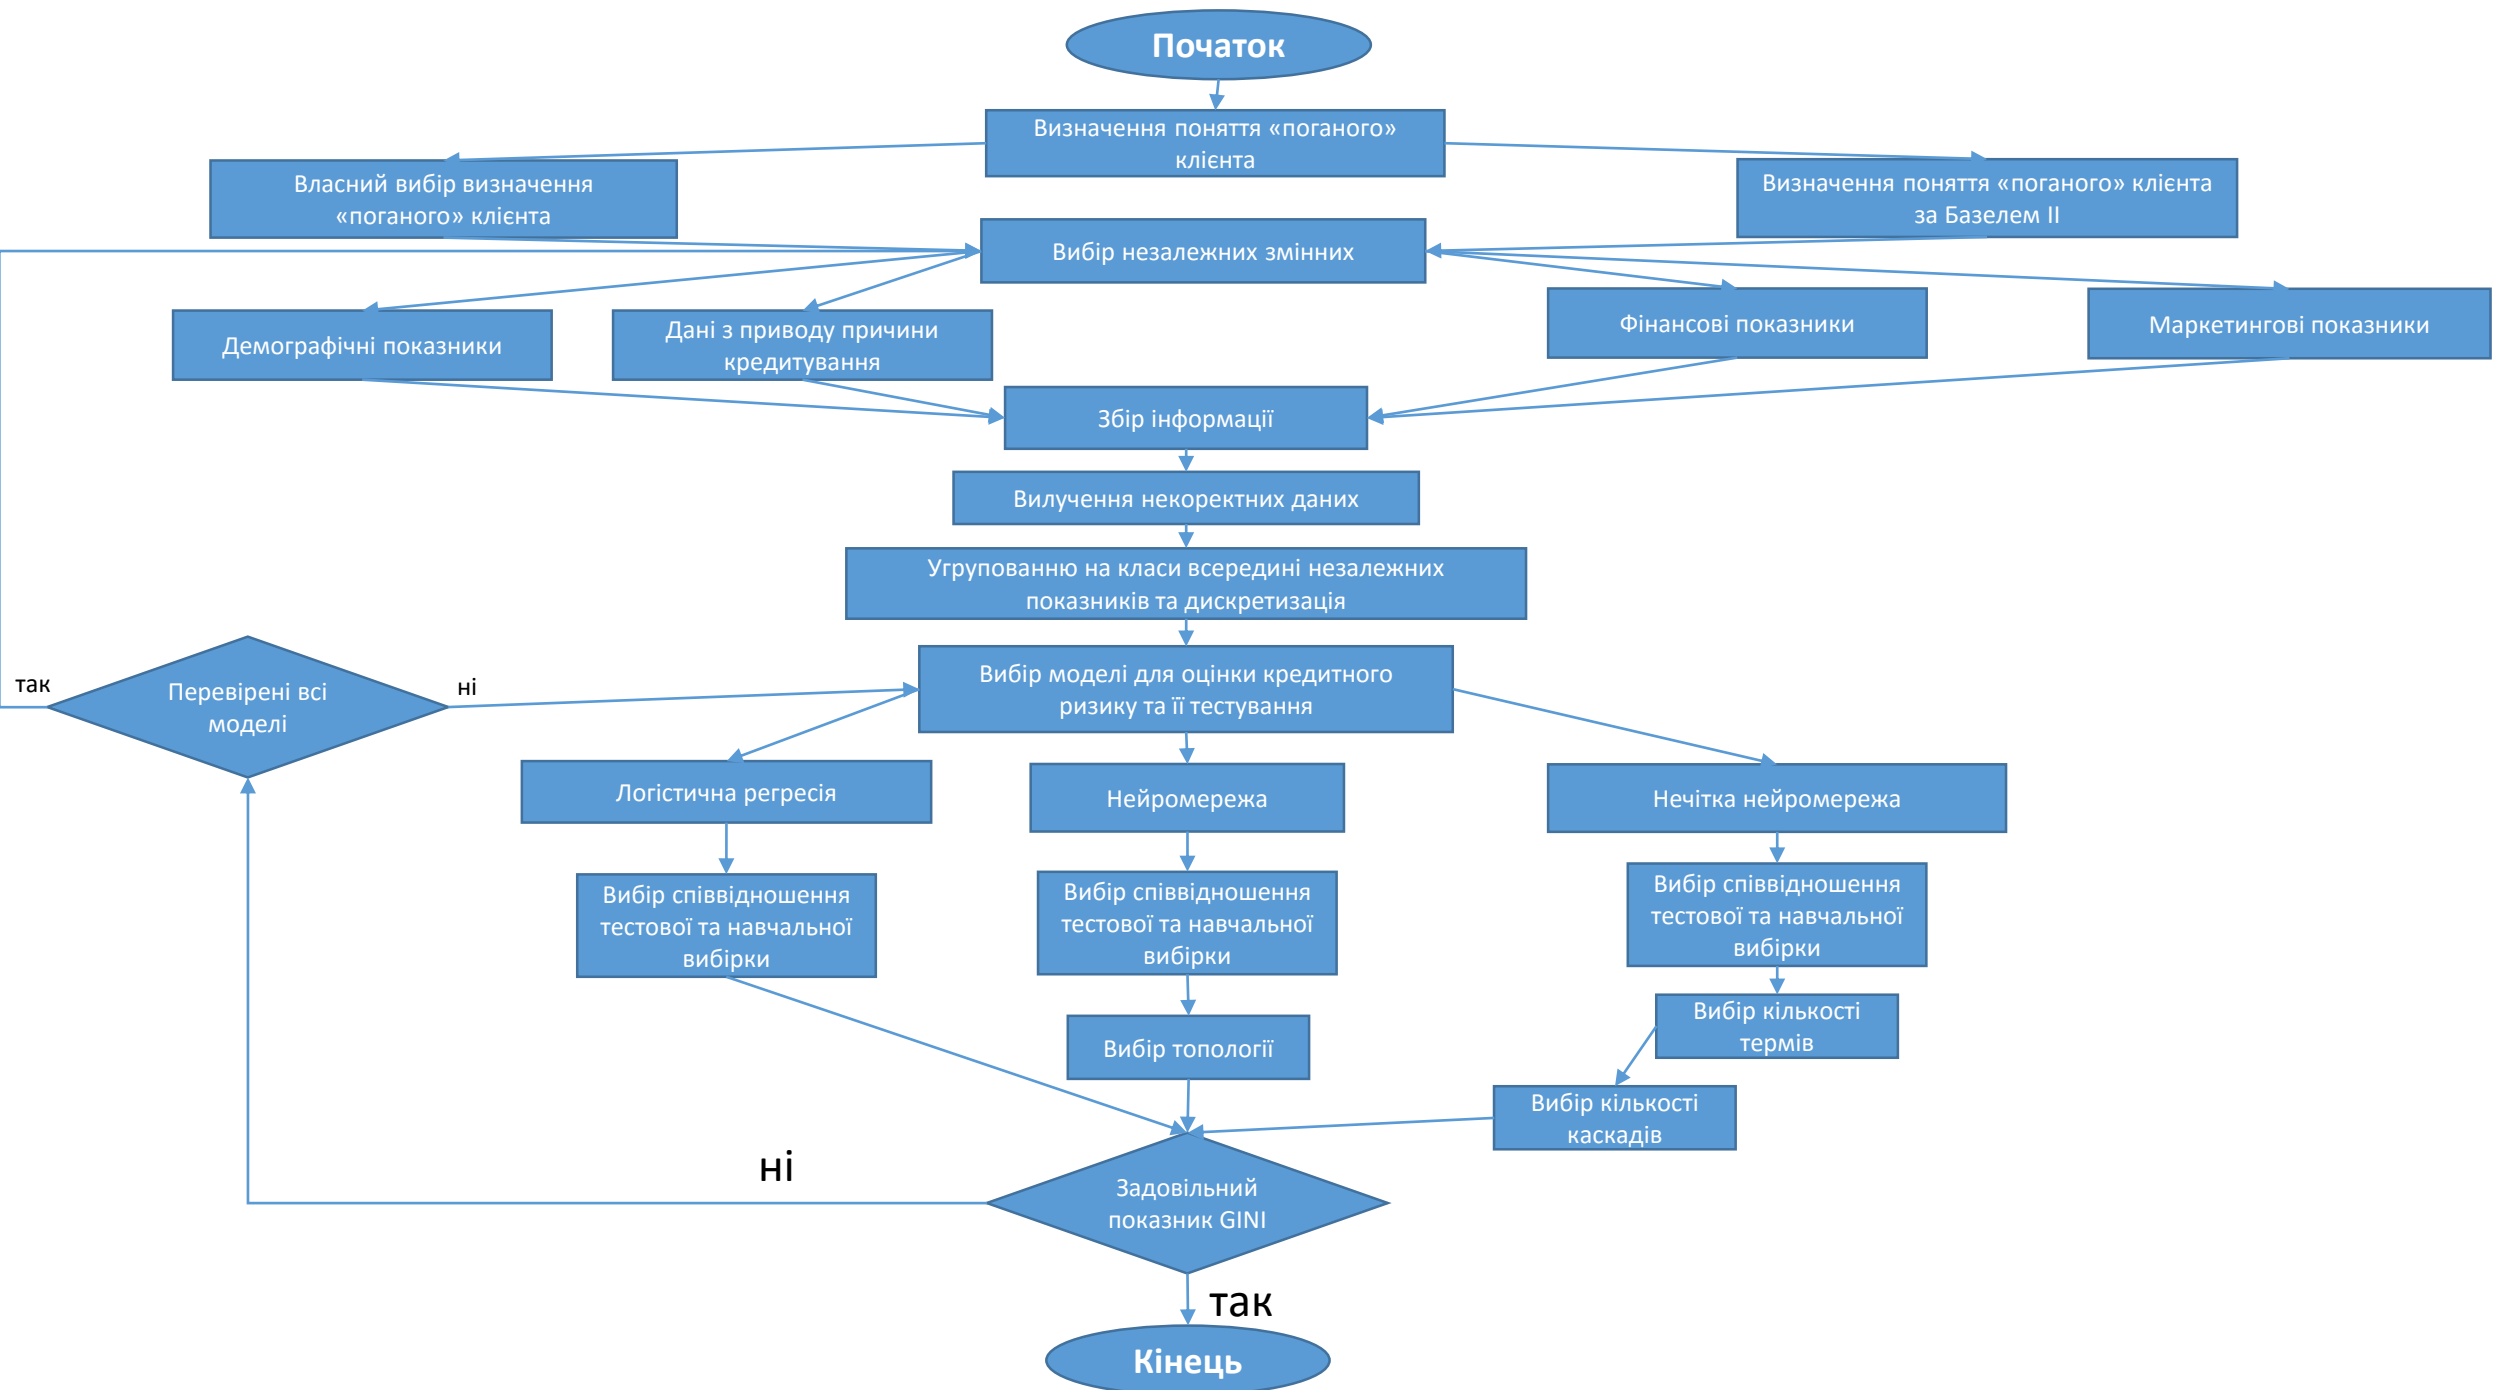 Початок
Визначення поняття «поганого»
клієнта
Власний вибір визначення
«поганого» клієнта
Визначення поняття «поганого» клієнта
за Базелем II
Вибір незалежних змінних
Демографічні показники
Дані з приводу причини
кредитування
Фінансові показники
Маркетингові показники
Збір інформації
Вилучення некоректних даних
Угрупованню на класи всередині незалежних
показників та дискретизація
так
Перевірені всі
моделі
ні
Вибір моделі для оцінки кредитного
ризику та її тестування
Логістична регресія
Нейромережа
Нечітка нейромережа
Вибір співвідношення
тестової та навчальної
вибірки
Вибір співвідношення
тестової та навчальної
вибірки
Вибір співвідношення
тестової та навчальної
вибірки
Вибір топології
Вибір кількості
термів
Вибір кількості
каскадів
ні
Задовільний
показник GINI
так
Кінець